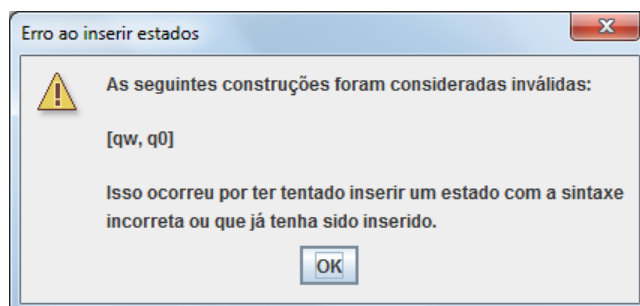 Erro ao inserir estados
As seguintes construções foram consideradas inválidas:
[qw, q0]
Isso ocorreu por ter tentado inserir um estado com a sintaxe
incorreta ou que já tenha sido inserido.
OK